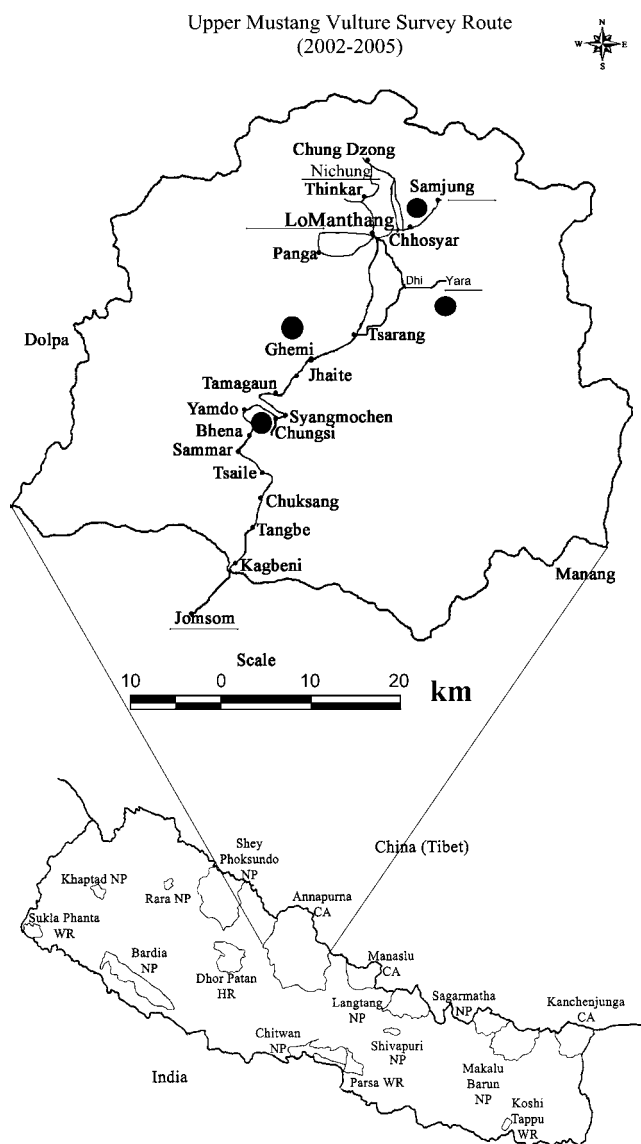 Upper Mustang Vulture Survey Route
(2002-2005)
N
W E
S
Chung Dzong
Nichung
Thinkar
Samjung
LoManthang
Chhosyar
Panga
Dhi
Yara
Dolpa
Tsarang
Ghemi
Jhaite
Tamagaun
Yamdo
Syangmochen
Bhena
Chungsi
Sammar
Tsaile
Chuksang
Tangbe
Kagbeni
Manang
Jomsom
Scale
10 0 10 20
km
China (Tibet)
Shey
Phoksundo
NP
Khaptad NP
Rara NP
Annapurna
CA
Sukla Phanta
WR
Bardia
NP
Dhor Patan
HR
Manaslu
CA
Langtang
NP
Sagarmatha
NP
Kanchenjunga
CA
Chitwan
NP
Shivapuri
NP
Parsa WR
Makalu
Barun
NP
India
Koshi
Tappu
WR